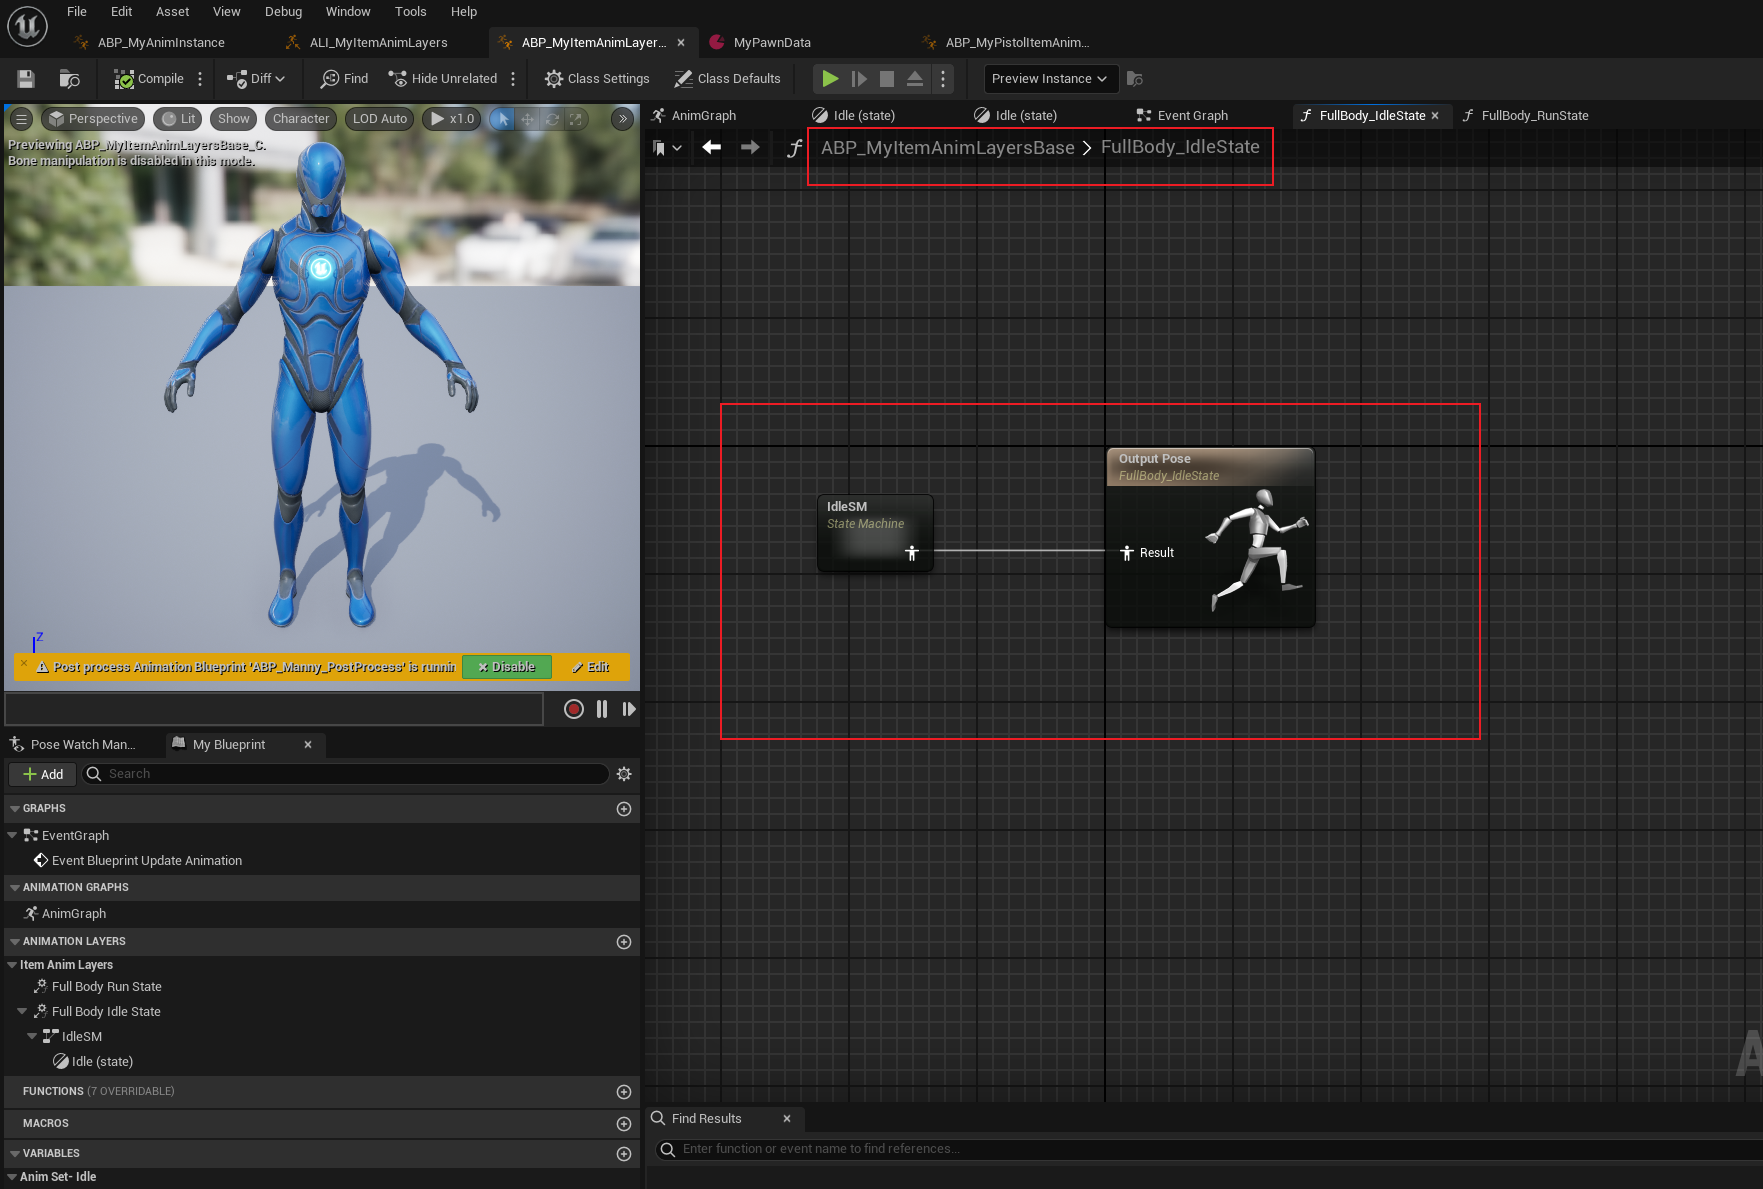 File Edit Asset View Debug Window Tools Help
ABP_MyAnimInstance ALI_MyItemAnimLayers ABP_MyItemAnimLayer... MyPawnData ABP_MyPistolItemAnim...
Compile Diff Find Hide Unrelated Class Settings Class Defaults Preview Instance
Perspective Lit Show Character LOD Auto x1.0
Previewing ABP_MyItemAnimLayersBase_C.
Bone manipulation is disabled in this mode.
Z
Post process Animation Blueprint 'ABP_Manny_PostProcess' is runnin
Disable Edit
AnimGraph Idle (state) Idle (state) Event Graph FullBody_IdleState FullBody_RunState
ABP_MyItemAnimLayersBase > FullBody_IdleState
IdleSM
State Machine
Output Pose
FullBody_IdleState
Result
A
Pose Watch Man... My Blueprint
Add Search
GRAPHS
EventGraph
Event Blueprint Update Animation
ANIMATION GRAPHS
AnimGraph
ANIMATION LAYERS
Item Anim Layers
Full Body Run State
Full Body Idle State
IdleSM
Idle (state)
FUNCTIONS (7 OVERRIDABLE)
MACROS
VARIABLES
Anim Set- Idle
Find Results
Enter function or event name to find references...